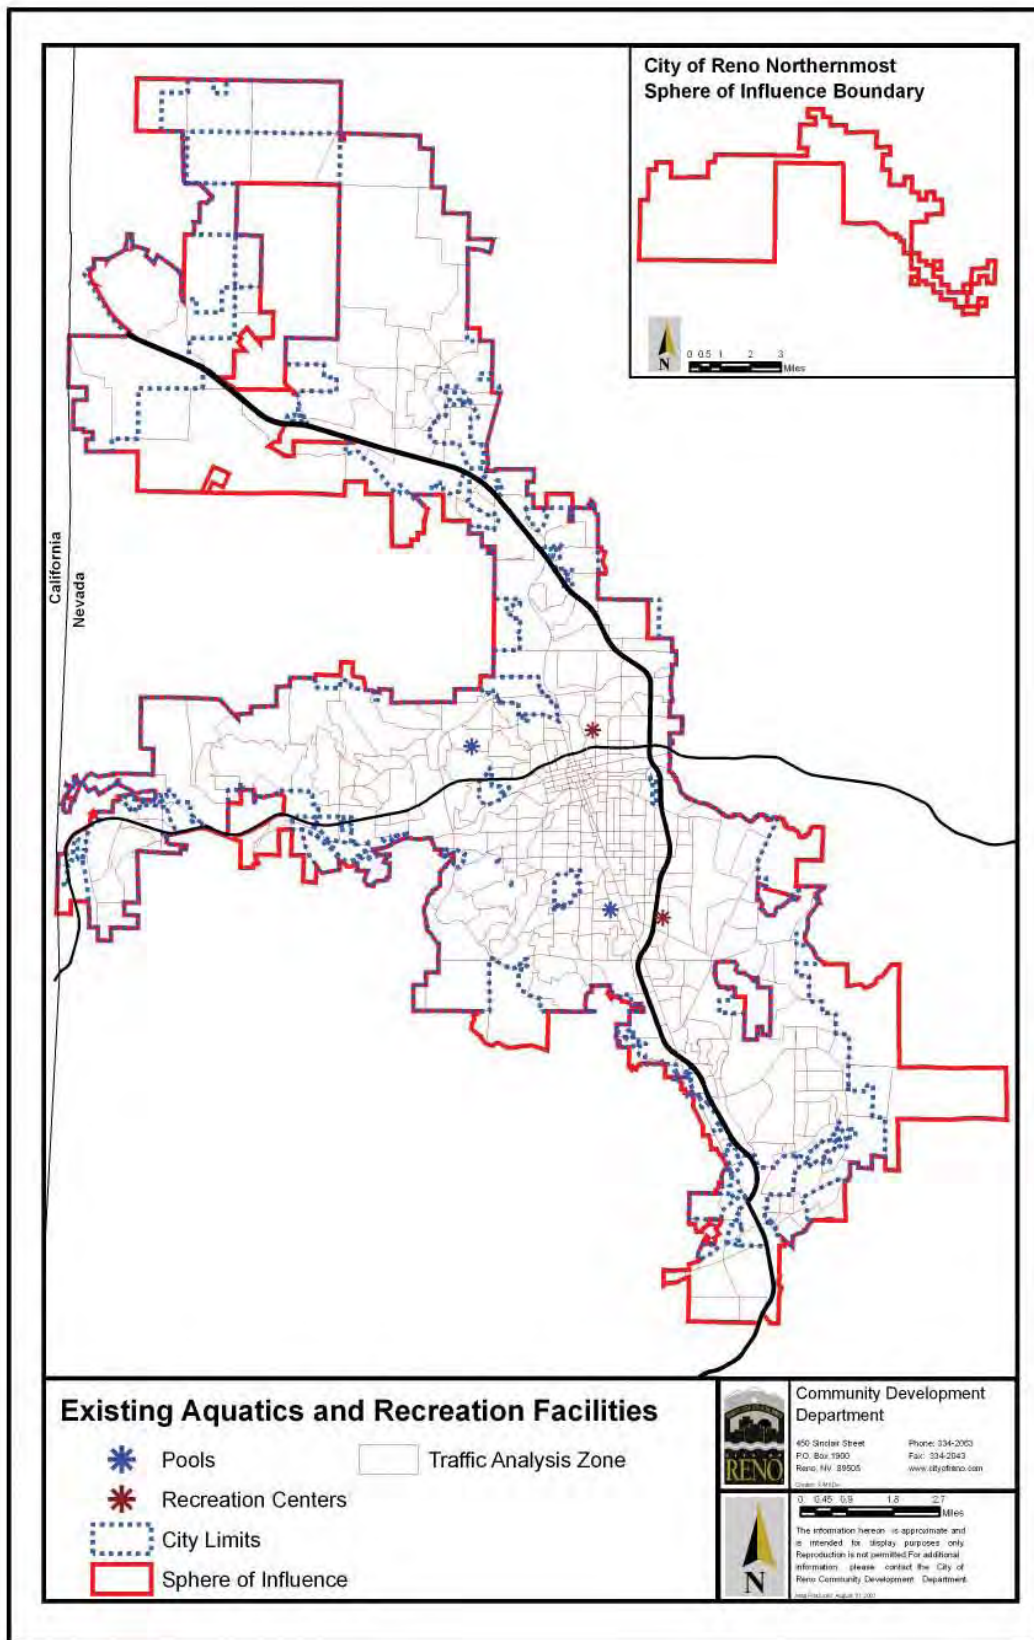 City of Reno Northernmost
Sphere of Influence Boundary
N
0 0.5 1 2 3
Miles
California
Nevada
Existing Aquatics and Recreation Facilities
Pools
Traffic Analysis Zone
Recreation Centers
City Limits
Sphere of Influence
RENO
Community Development
Department
450 Sinclair Street
Phone: 334-2063
P.O. Box 1900
Fax: 334-2043
Reno, NV 89505
www.cityofreno.com
N
0 0.45 0.9 1.8 2.7
Miles
The information hereon is approximate and
is intended for display purposes only.
Reproduction is not permitted. For additional
information please contact the City of
Reno Community Development Department.